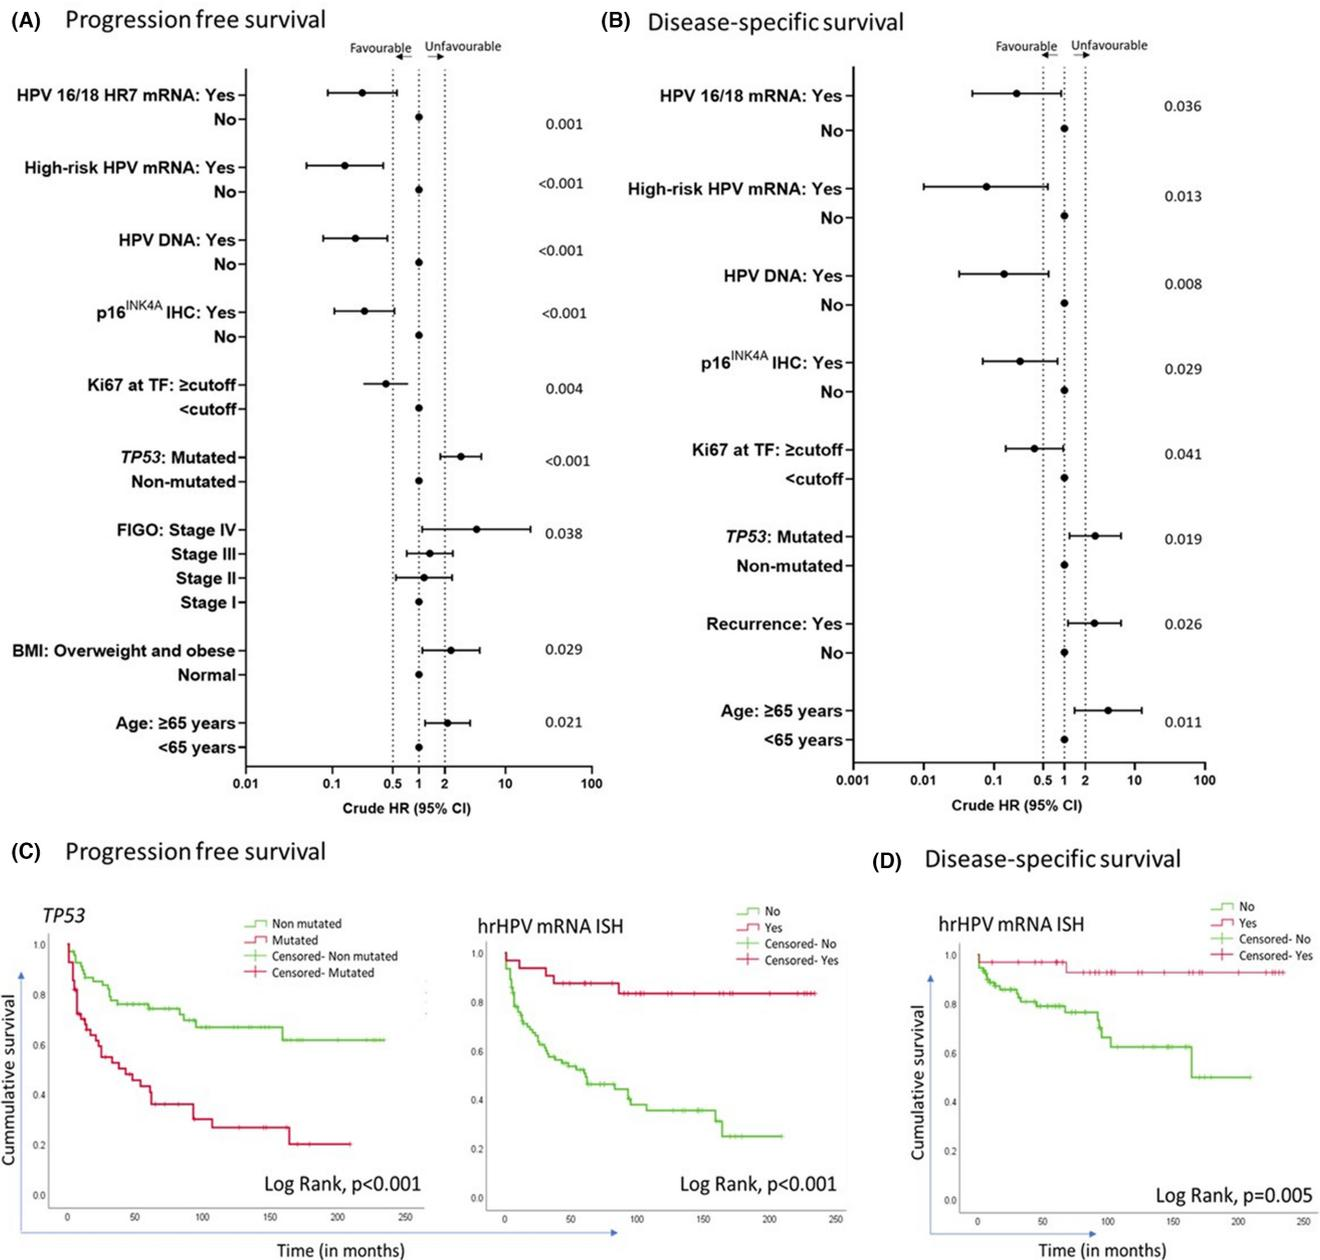 (A) Progression free survival
Favourable Unfavourable
HPV 16/18 HR7 mRNA: Yes
No
0.001
High-risk HPV mRNA: Yes
No
<0.001
HPV DNA: Yes
No
<0.001
p16INK4A IHC: Yes
No
<0.001
Ki67 at TF: ≥cutoff
<cutoff
0.004
TP53: Mutated
Non-mutated
<0.001
FIGO: Stage IV
Stage III
Stage II
Stage I
0.038
BMI: Overweight and obese
Normal
0.029
Age: ≥65 years
<65 years
0.021
0.01 0.1 0.5 1 2 10 100
Crude HR (95% CI)
(B) Disease-specific survival
Favourable Unfavourable
HPV 16/18 mRNA: Yes
No
0.036
High-risk HPV mRNA: Yes
No
0.013
HPV DNA: Yes
No
0.008
p16INK4A IHC: Yes
No
0.029
Ki67 at TF: ≥cutoff
<cutoff
0.041
TP53: Mutated
Non-mutated
0.019
Recurrence: Yes
No
0.026
Age: ≥65 years
<65 years
0.011
0.001 0.01 0.1 0.5 1 2 10 100
Crude HR (95% CI)
(C) Progression free survival
TP53
Non mutated
Mutated
Censored- Non mutated
Censored- Mutated
Cummulative survival
1.0
0.8
0.6
0.4
0.2
0.0
Log Rank, p<0.001
0 50 100 150 200 250
hrHPV mRNA ISH
No
Yes
Censored- No
Censored- Yes
1.0
0.8
0.6
0.4
0.2
0.0
Log Rank, p<0.001
0 50 100 150 200 250
Time (in months)
(D) Disease-specific survival
hrHPV mRNA ISH
No
Yes
Censored- No
Censored- Yes
Cumulative survival
1.0
0.8
0.6
0.4
0.2
0.0
Log Rank, p=0.005
0 50 100 150 200 250
Time (in months)